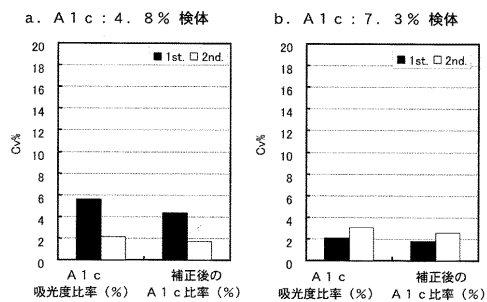 a. A1c:4.8% 検体
20
18
16
14
12
10
8
6
4
2
0
Cv%
■1st. □2nd.
A1c
吸光度比率(%)
補正後の
A1c比率(%)
b. A1c:7.3% 検体
20
18
16
14
12
10
8
6
4
2
0
Cv%
■1st. □2nd.
A1c
吸光度比率(%)
補正後の
A1c比率(%)